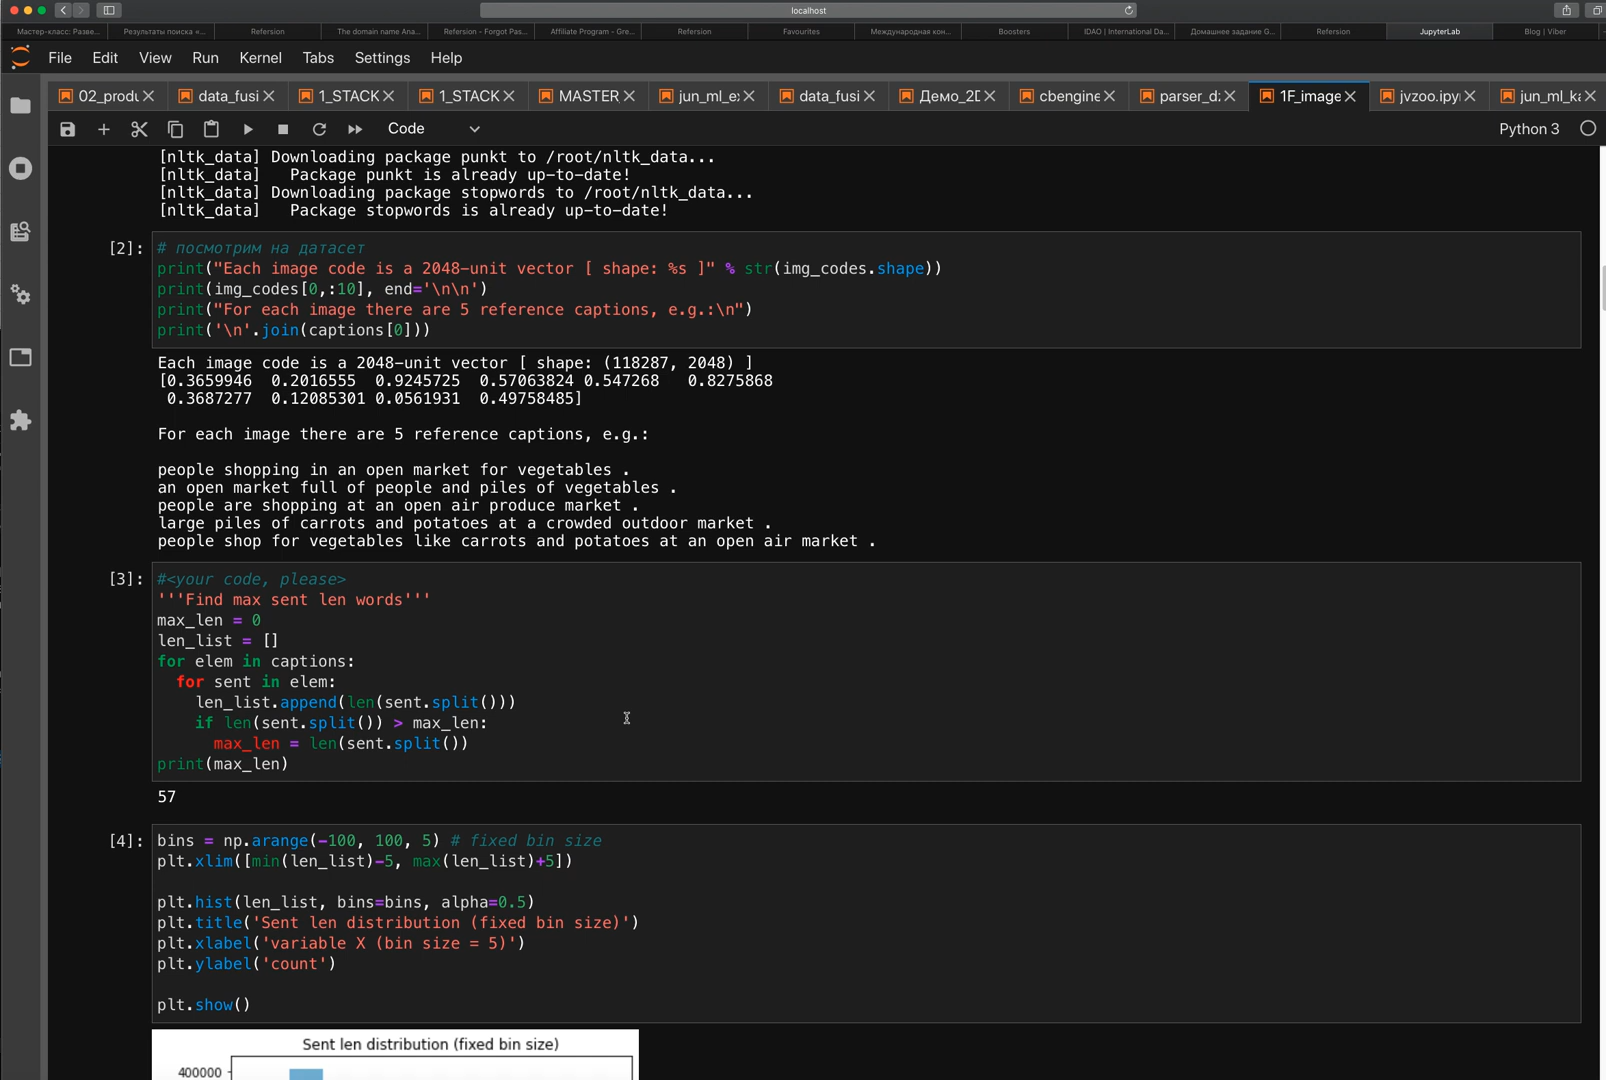 localhost
Мастер-класс: Разве...
Результаты поиска «...
Refersion
The domain name Ana...
Refersion - Forgot Pas...
Affiliate Program - Gre...
Refersion
Favourites
Международная кон...
Boosters
IDAO | International Da...
Домашнее задание G...
Refersion
JupyterLab
Blog | Viber
File Edit View Run Kernel Tabs Settings Help
02_produ
data_fusi
1_STACK
1_STACK
MASTER
jun_ml_e
data_fusi
Демо_2
cbengine
parser_d
1F_image
jvzoo.ipy
jun_ml_k
Code
Python 3
[nltk_data] Downloading package punkt to /root/nltk_data...
[nltk_data]   Package punkt is already up-to-date!
[nltk_data] Downloading package stopwords to /root/nltk_data...
[nltk_data]   Package stopwords is already up-to-date!
[2]:
# посмотрим на датасет
print("Each image code is a 2048-unit vector [ shape: %s ]" % str(img_codes.shape))
print(img_codes[0,:10], end='\n\n')
print("For each image there are 5 reference captions, e.g.:\n")
print('\n'.join(captions[0]))
Each image code is a 2048-unit vector [ shape: (118287, 2048) ]
[0.3659946  0.2016555  0.9245725  0.57063824 0.547268   0.8275868
 0.3687277  0.12085301 0.0561931  0.49758485]
For each image there are 5 reference captions, e.g.:
people shopping in an open market for vegetables .
an open market full of people and piles of vegetables .
people are shopping at an open air produce market .
large piles of carrots and potatoes at a crowded outdoor market .
people shop for vegetables like carrots and potatoes at an open air market .
[3]:
#<your code, please>
'''Find max sent len words'''
max_len = 0
len_list = []
for elem in captions:
  for sent in elem:
    len_list.append(len(sent.split()))
    if len(sent.split()) > max_len:
      max_len = len(sent.split())
print(max_len)
57
[4]:
bins = np.arange(-100, 100, 5) # fixed bin size
plt.xlim([min(len_list)-5, max(len_list)+5])
plt.hist(len_list, bins=bins, alpha=0.5)
plt.title('Sent len distribution (fixed bin size)')
plt.xlabel('variable X (bin size = 5)')
plt.ylabel('count')
plt.show()
Sent len distribution (fixed bin size)
400000